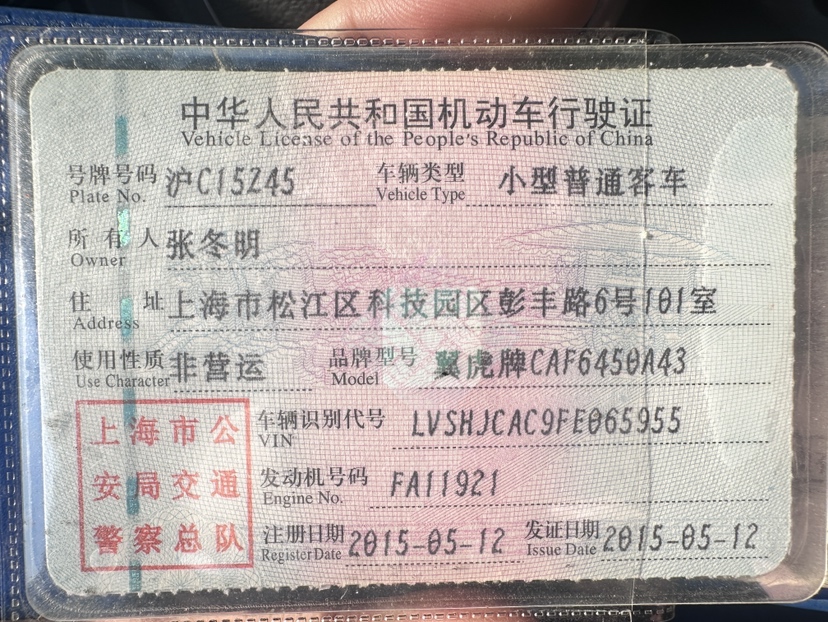 中华人民共和国机动车行驶证
Vehicle License of the People's Republic of China
号牌号码 沪C15Z45 车辆类型 小型普通客车
Plate No. Vehicle Type
所有人 张冬明
Owner
住址 上海市松江区科技园区彭丰路6号101室
Address
使用性质 非营运 品牌型号 翼虎牌CAF6450A43
Use Character Model
上海市公安局交通警察总队
车辆识别代号 LVSHJCAC9FE065955
VIN
发动机号码 FA11921
Engine No.
注册日期 2015-05-12 发证日期 2015-05-12
Register Date Issue Date